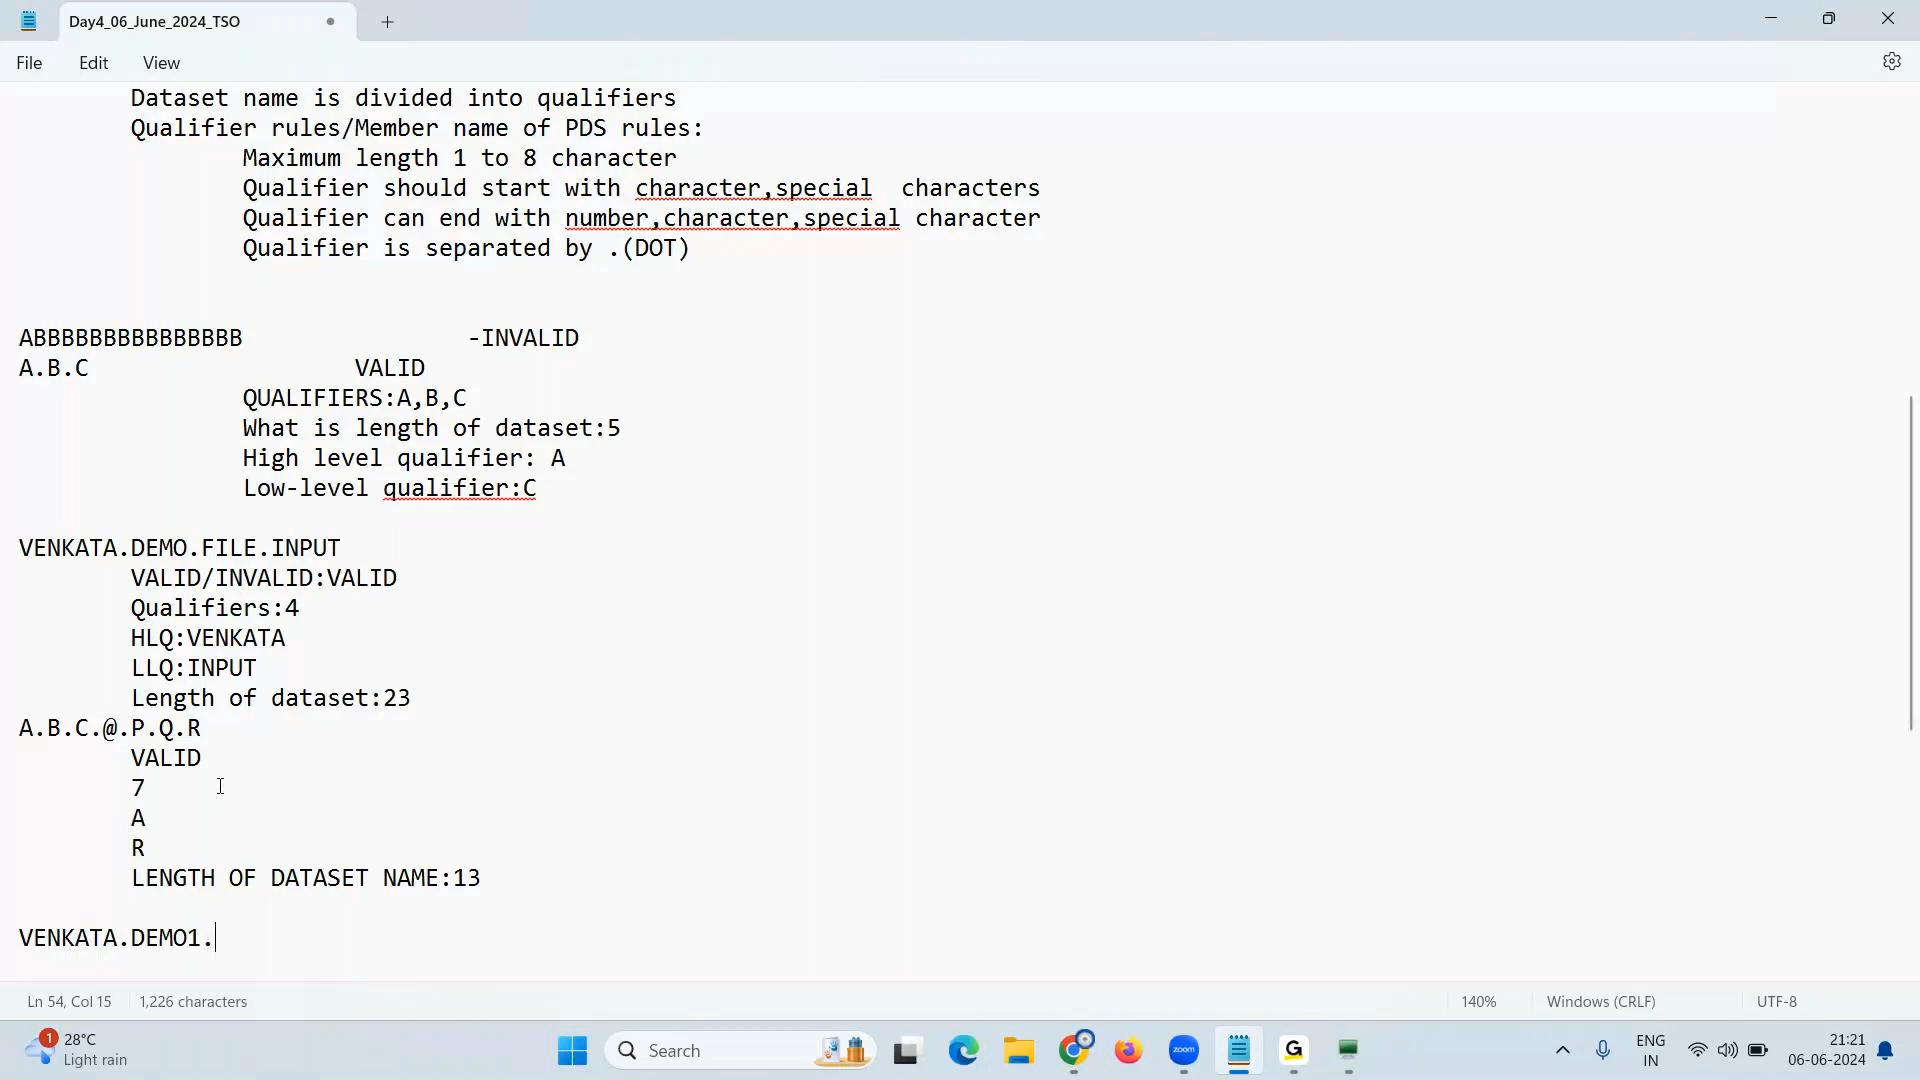 Day4_06_June_2024_TSO
File Edit View
Dataset name is divided into qualifiers
Qualifier rules/Member name of PDS rules:
Maximum length 1 to 8 character
Qualifier should start with character,special  characters
Qualifier can end with number,character,special character
Qualifier is separated by .(DOT)
ABBBBBBBBBBBBBBB -INVALID
A.B.C VALID
QUALIFIERS:A,B,C
What is length of dataset:5
High level qualifier: A
Low-level qualifier:C
VENKATA.DEMO.FILE.INPUT
VALID/INVALID:VALID
Qualifiers:4
HLQ:VENKATA
LLQ:INPUT
Length of dataset:23
A.B.C.@.P.Q.R
VALID
7
A
R
LENGTH OF DATASET NAME:13
VENKATA.DEMO1.
Ln 54, Col 15 1,226 characters 140% Windows (CRLF) UTF-8
1 28°C
Light rain
Search
zoom
G
ENG
IN
21:21
06-06-2024